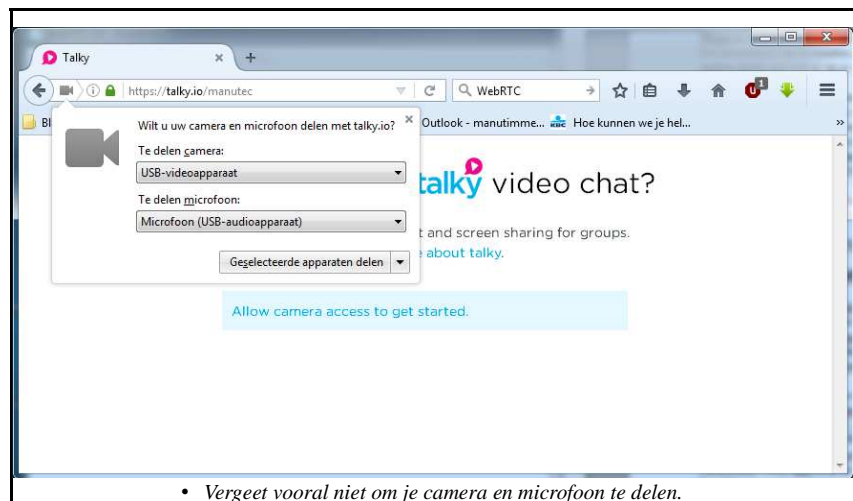 Talky
https://talky.io/manutec
WebRTC
1
Bl
Outlook - manutimme...
Hoe kunnen we je hel...
Wilt u uw camera en microfoon delen met talky.io?
Te delen camera:
USB-videoapparaat
Te delen microfoon:
Microfoon (USB-audioapparaat)
Geselecteerde apparaten delen
talky video chat?
t and screen sharing for groups.
about talky.
Allow camera access to get started.
• Vergeet vooral niet om je camera en microfoon te delen.